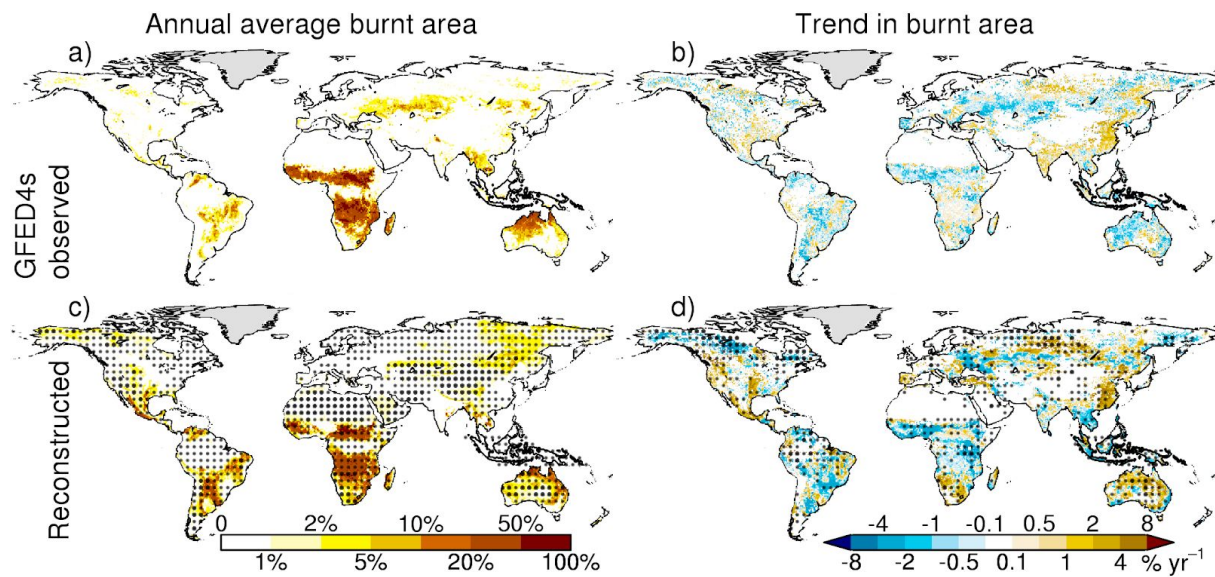 Annual average burnt area
Trend in burnt area
a)
b)
GFED4s
observed
c)
d)
Reconstructed
0 2% 10% 50%
1% 5% 20% 100%
-4 -1 -0.1 0.5 2 8
-8 -2 -0.5 0.1 1 4 % yr⁻¹